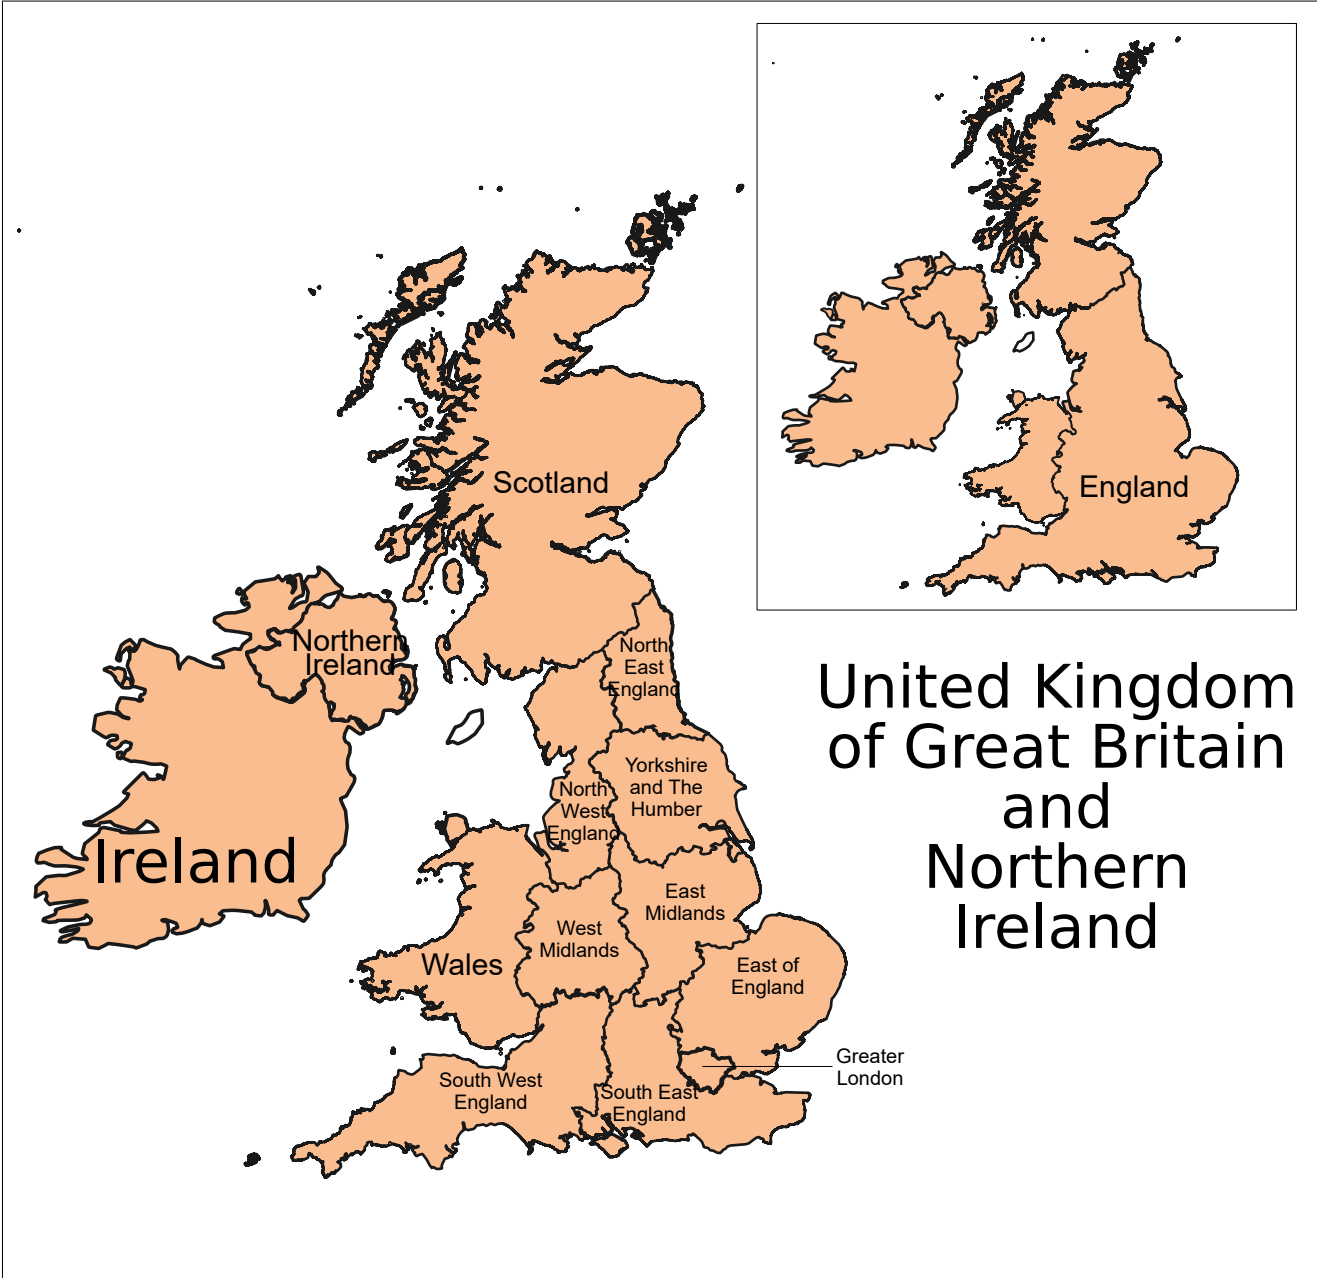 England
United Kingdom
of Great Britain
and
Northern
Ireland
Scotland
Northern
Ireland
North
East
England
Yorkshire
and The
Humber
North
West
England
Ireland
East
Midlands
West
Midlands
Wales
East of
England
Greater
London
South West
England
South East
England